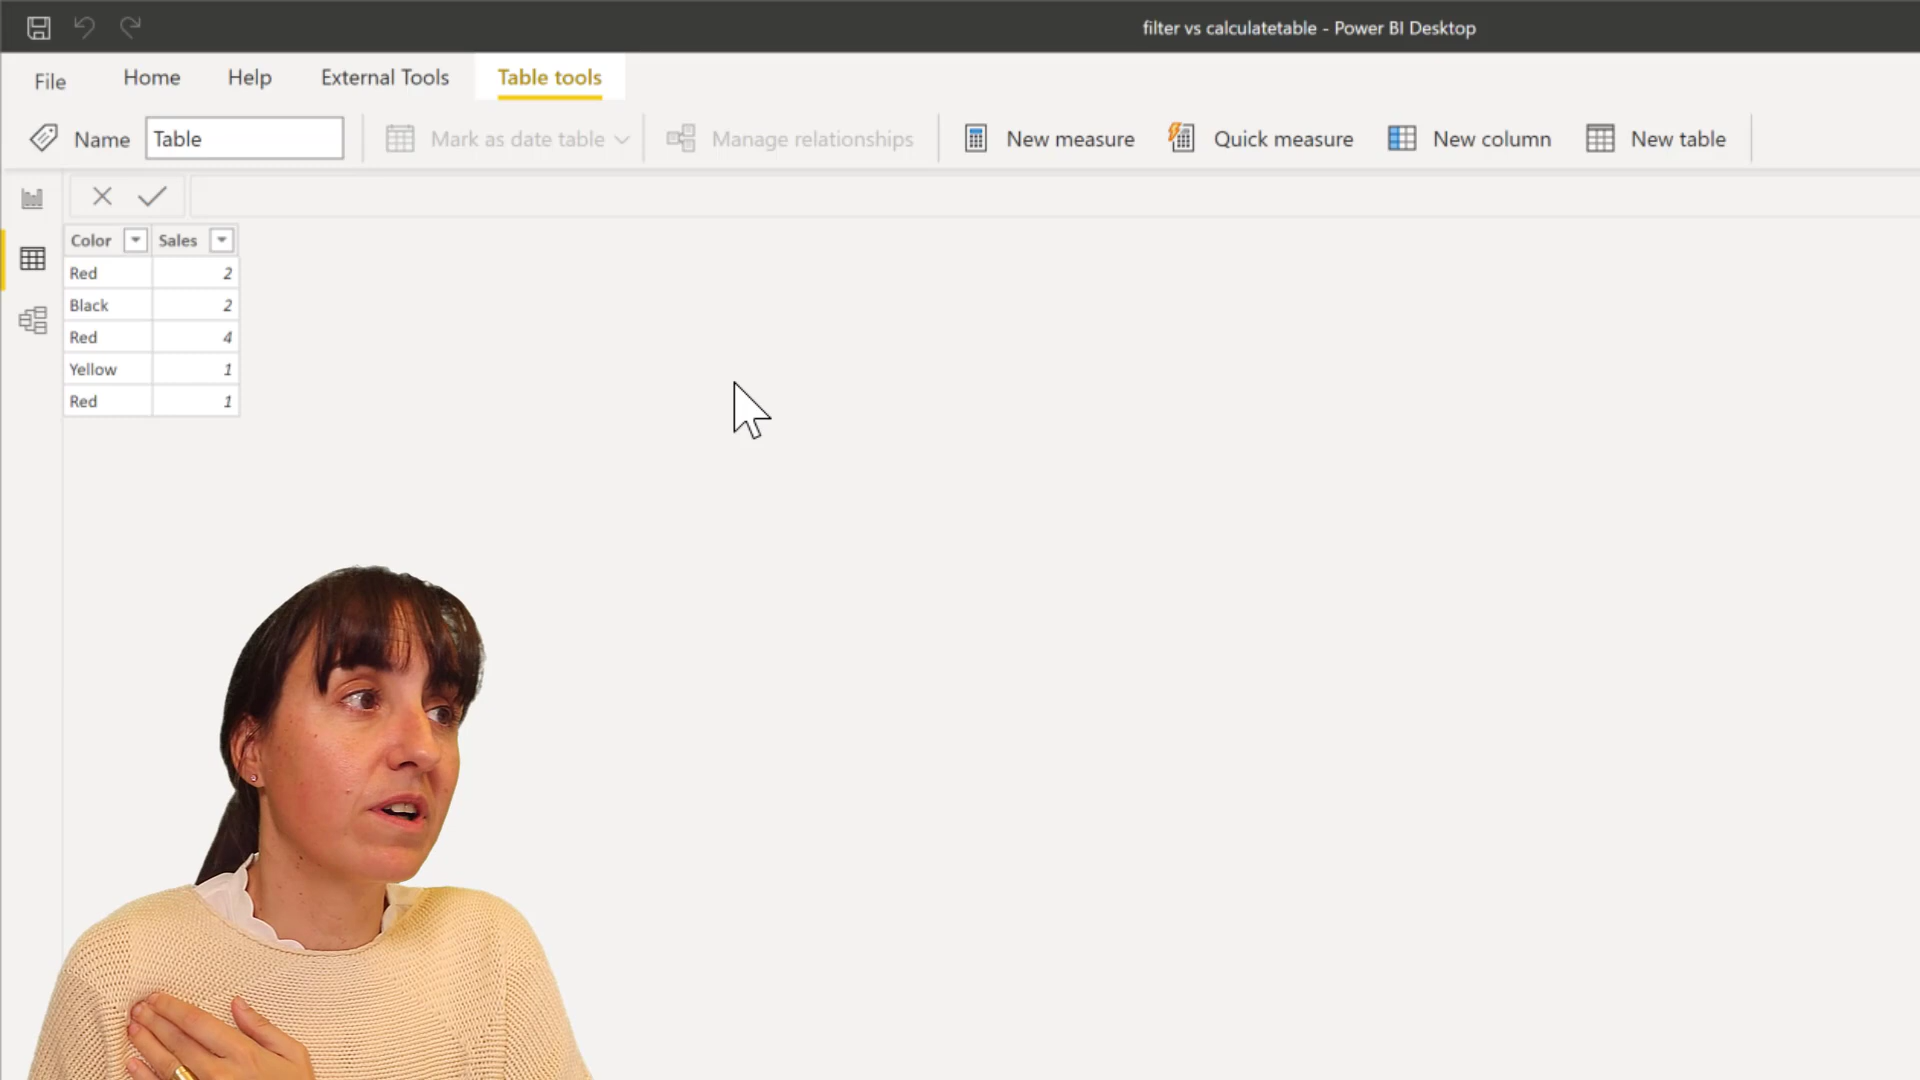 filter vs calculatetable - Power BI Desktop
File Home Help External Tools Table tools
Name Table Mark as date table Manage relationships New measure Quick measure New column New table
Color Sales
Red 2
Black 2
Red 4
Yellow 1
Red 1